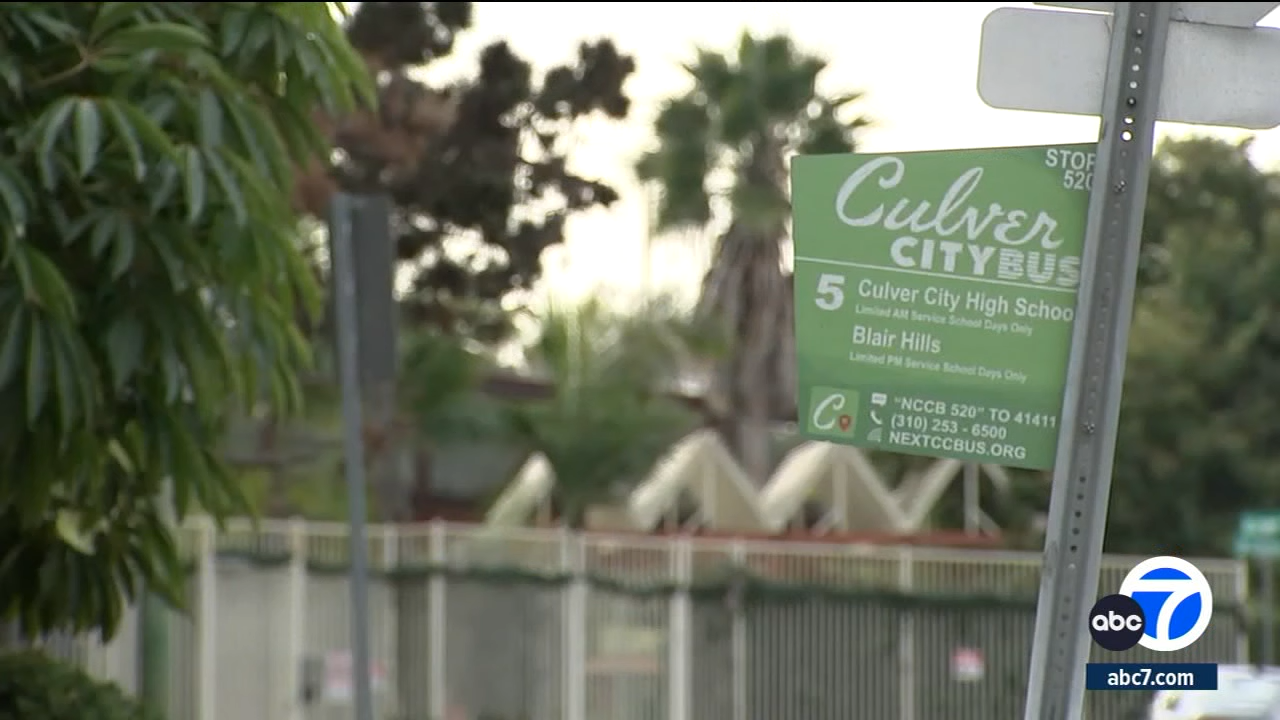 STOP
520
Culver
CITYBUS
5 Culver City High School
Limited AM Service School Days Only
Blair Hills
Limited PM Service School Days Only
C
"NCCB 520" TO 41411
(310) 253 - 6500
NEXTCCBUS.ORG
abc 7
abc7.com